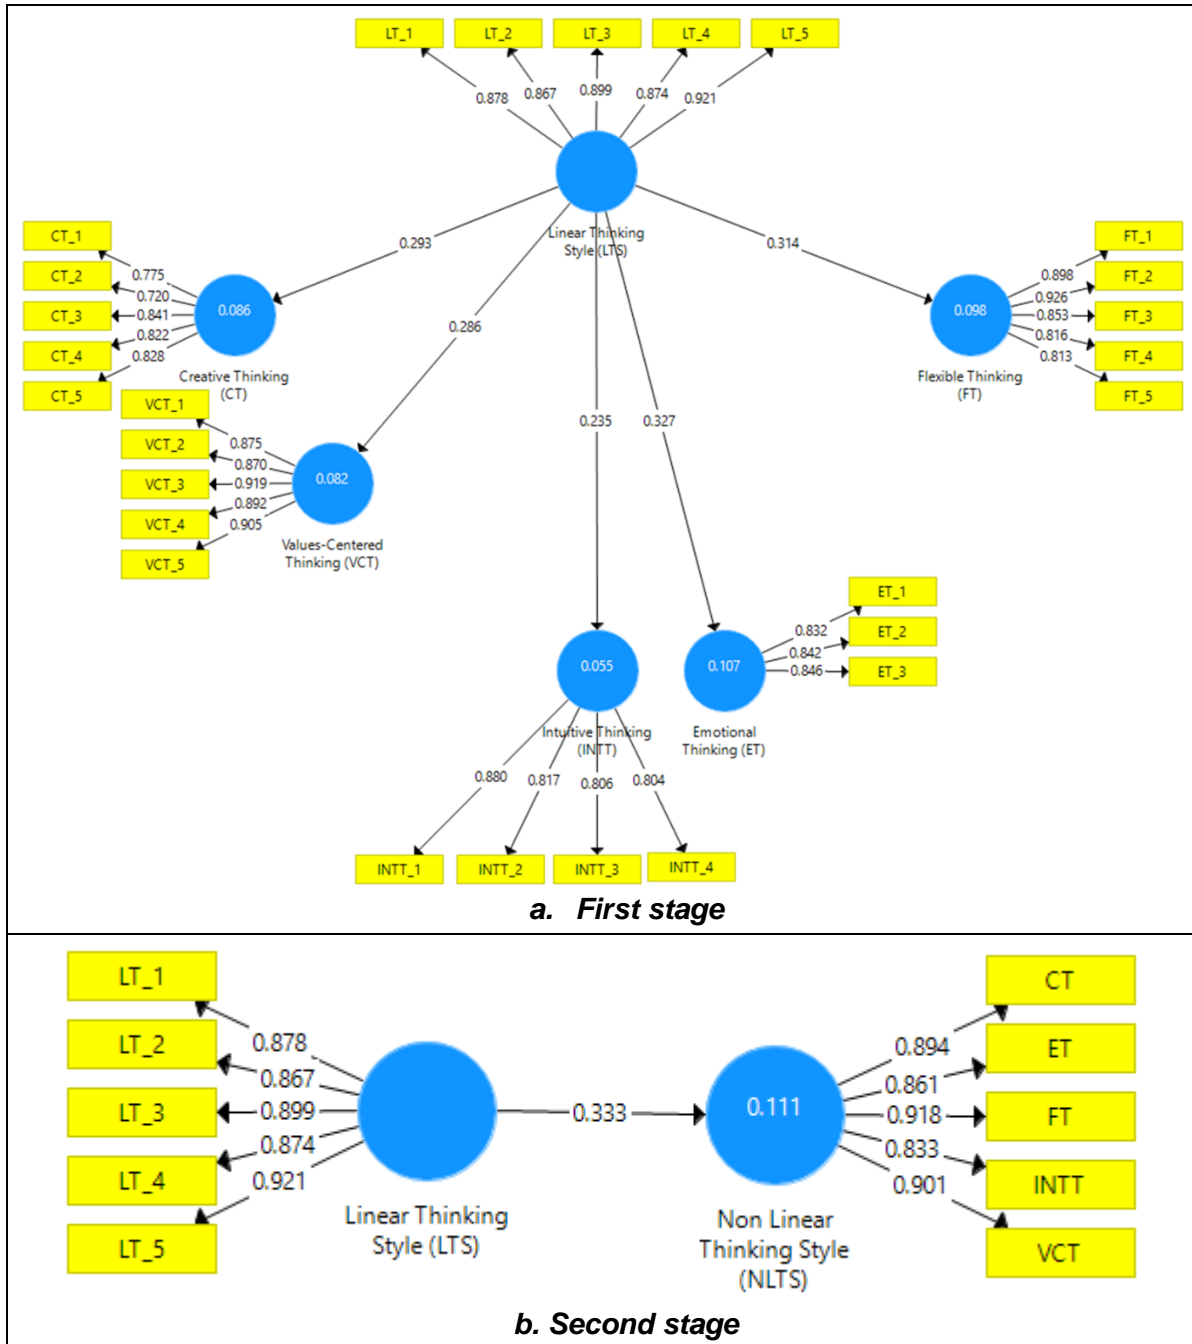 LT_1
LT_2
LT_3
LT_4
LT_5
0.878
0.867
0.899
0.874
0.921
Linear Thinking
Style (LTS)
0.293
0.286
0.235
0.327
0.314
CT_1
CT_2
CT_3
CT_4
CT_5
0.775
0.720
0.841
0.822
0.828
0.086
Creative Thinking
(CT)
VCT_1
VCT_2
VCT_3
VCT_4
VCT_5
0.875
0.870
0.919
0.892
0.905
0.082
Values-Centered
Thinking (VCT)
FT_1
FT_2
FT_3
FT_4
FT_5
0.898
0.926
0.853
0.816
0.813
0.098
Flexible Thinking
(FT)
ET_1
ET_2
ET_3
0.832
0.842
0.846
0.107
Emotional
Thinking (ET)
0.055
Intuitive Thinking
(INTT)
0.880
0.817
0.806
0.804
INTT_1
INTT_2
INTT_3
INTT_4
a. First stage
LT_1
LT_2
LT_3
LT_4
LT_5
0.878
0.867
0.899
0.874
0.921
Linear Thinking
Style (LTS)
0.333
0.111
Non Linear
Thinking Style
(NLTS)
0.894
0.861
0.918
0.833
0.901
CT
ET
FT
INTT
VCT
b. Second stage